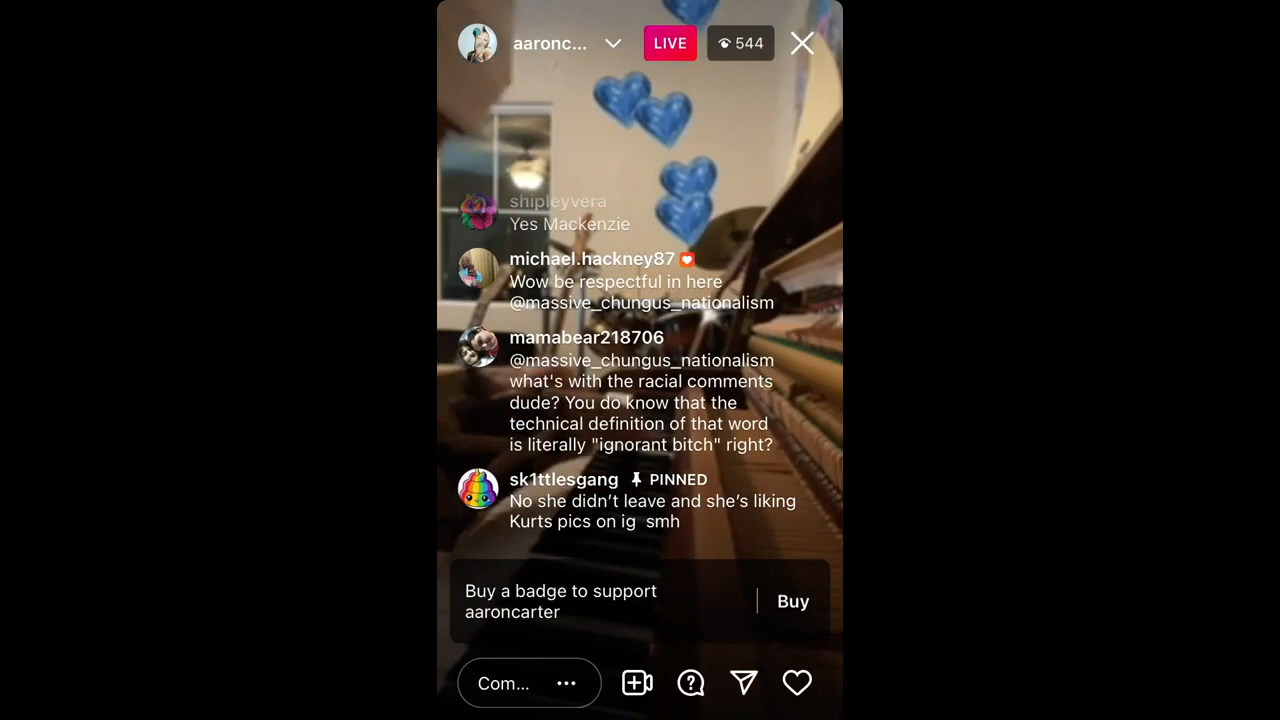 aaronc...
LIVE
544
shipleyvera
Yes Mackenzie
michael.hackney87
Wow be respectful in here
@massive_chungus_nationalism
mamabear218706
@massive_chungus_nationalism
what's with the racial comments
dude? You do know that the
technical definition of that word
is literally "ignorant bitch" right?
sk1ttlesgang PINNED
No she didn’t leave and she’s liking
Kurts pics on ig  smh
Buy a badge to support
aaroncarter
Buy
Com...